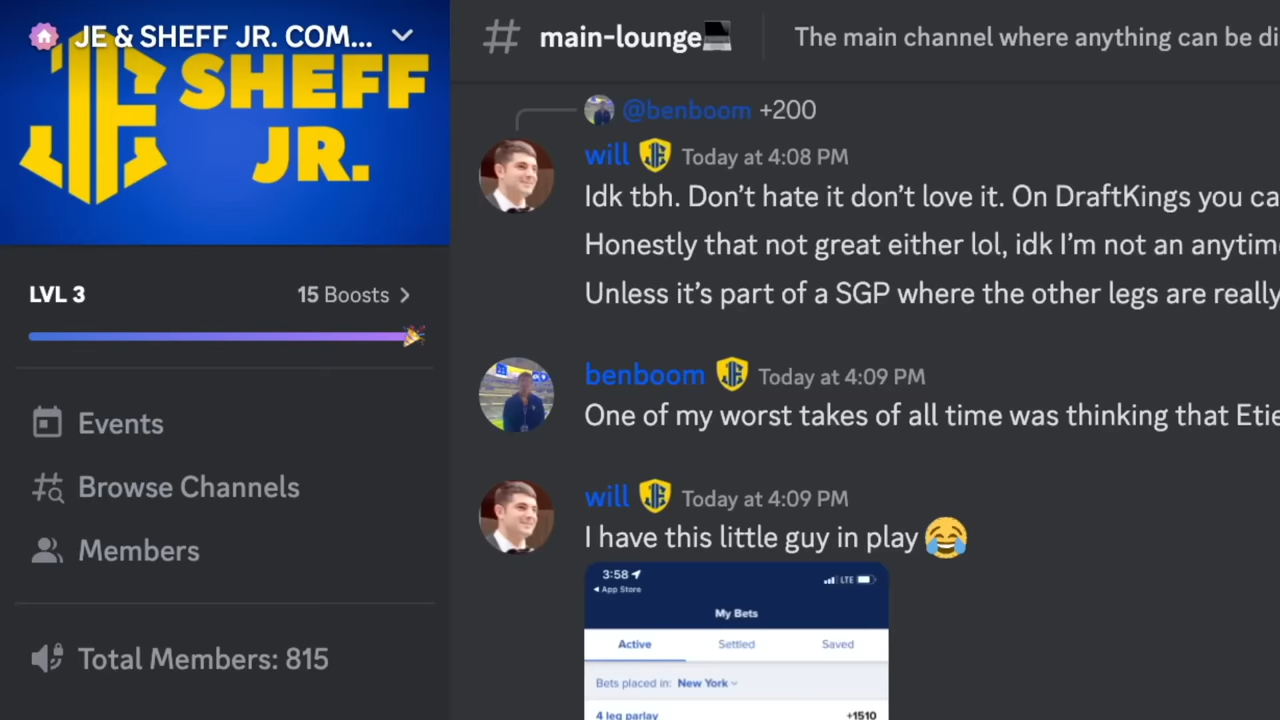 JE & SHEFF JR. COM...
JE SHEFF
JR.
LVL 3
15 Boosts
Events
Browse Channels
Members
Total Members: 815
main-lounge
The main channel where anything can be di
@benboom +200
will JE Today at 4:08 PM
Idk tbh. Don't hate it don't love it. On DraftKings you ca
Honestly that not great either lol, idk I'm not an anytim
Unless it's part of a SGP where the other legs are really
benboom JE Today at 4:09 PM
One of my worst takes of all time was thinking that Etie
will JE Today at 4:09 PM
I have this little guy in play
3:58
LTE
App Store
My Bets
Active
Settled
Saved
Bets placed in: New York
4 leg parlay
+1510